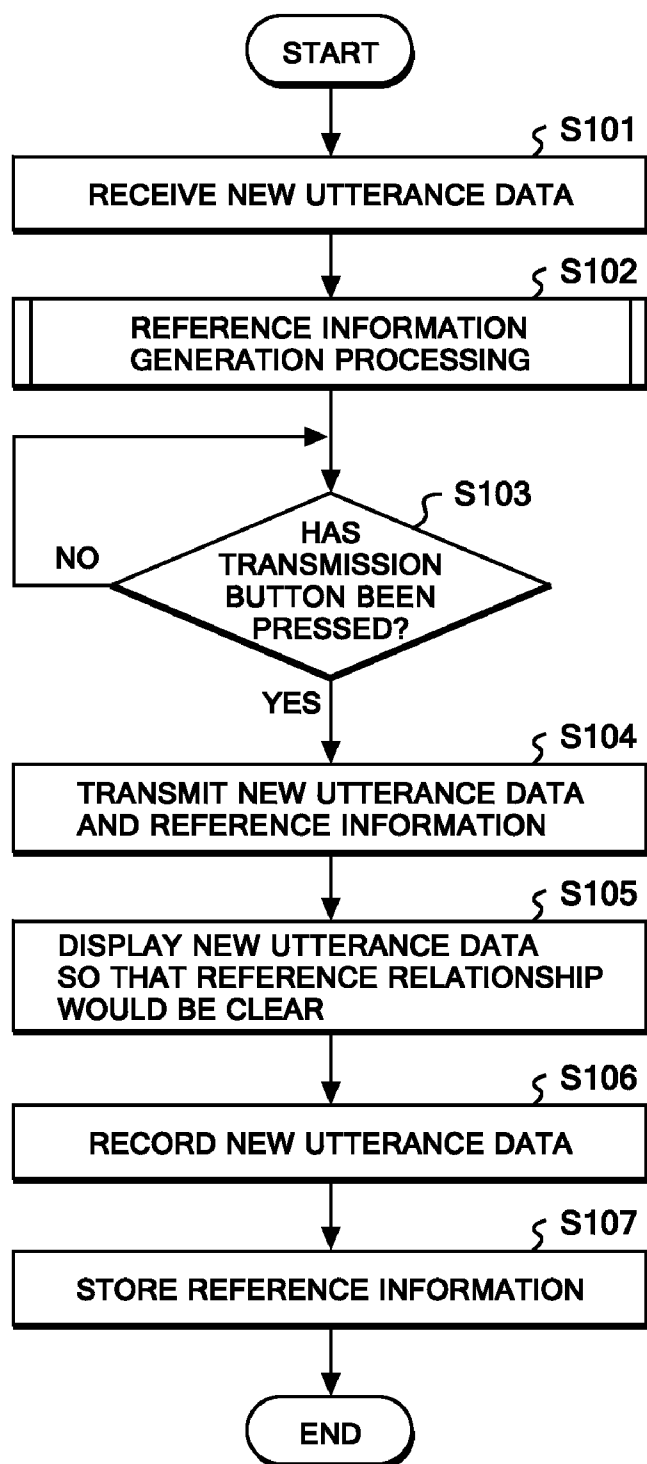 START
S101
RECEIVE NEW UTTERANCE DATA
S102
REFERENCE INFORMATION
GENERATION PROCESSING
S103
HAS
TRANSMISSION
BUTTON BEEN
PRESSED?
NO
YES
S104
TRANSMIT NEW UTTERANCE DATA
AND REFERENCE INFORMATION
S105
DISPLAY NEW UTTERANCE DATA
SO THAT REFERENCE RELATIONSHIP
WOULD BE CLEAR
S106
RECORD NEW UTTERANCE DATA
S107
STORE REFERENCE INFORMATION
END